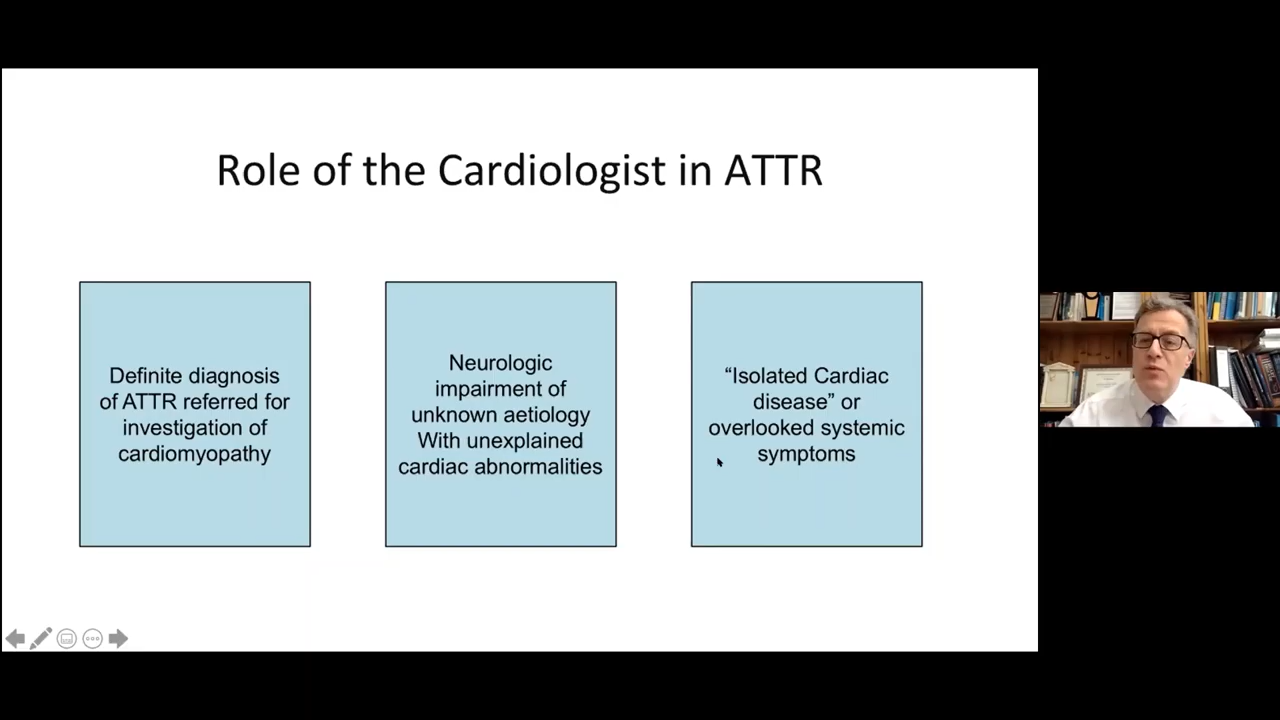 Role of the Cardiologist in ATTR
Definite diagnosis
of ATTR referred for
investigation of
cardiomyopathy
Neurologic
impairment of
unknown aetiology
With unexplained
cardiac abnormalities
“Isolated Cardiac
disease” or
overlooked systemic
symptoms